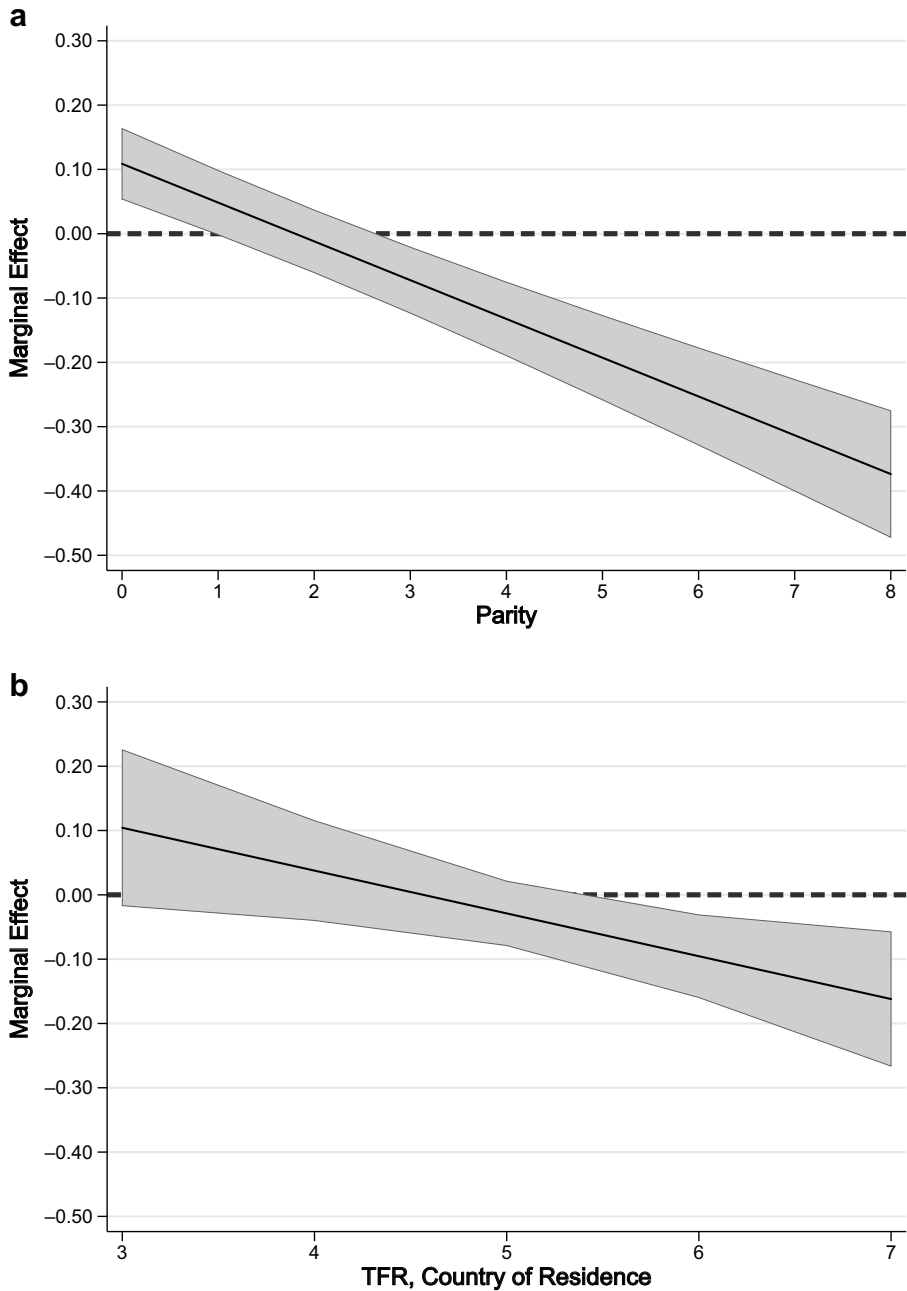 a
0.30
0.20
0.10
0.00
–0.10
–0.20
–0.30
–0.40
–0.50
Marginal Effect
0 1 2 3 4 5 6 7 8
Parity
b
0.30
0.20
0.10
0.00
–0.10
–0.20
–0.30
–0.40
–0.50
Marginal Effect
3 4 5 6 7
TFR, Country of Residence